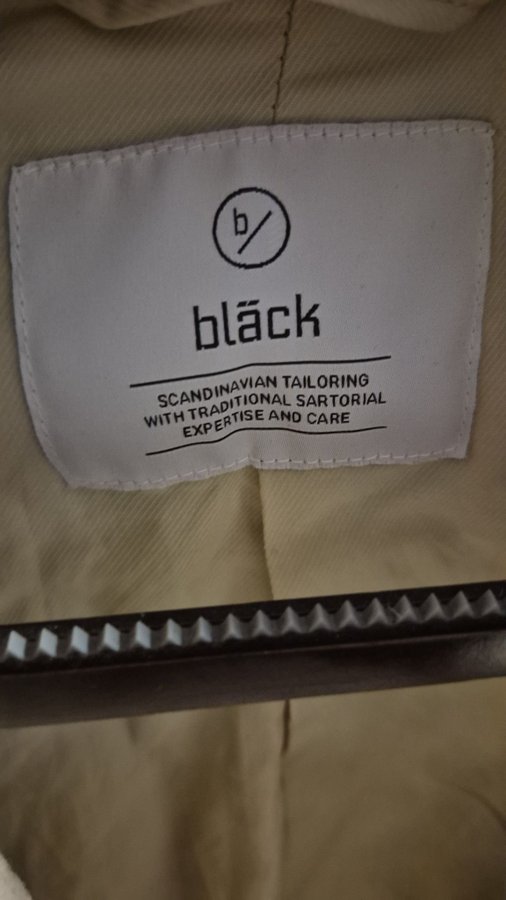 b/
bläck
SCANDINAVIAN TAILORING
WITH TRADITIONAL SARTORIAL
EXPERTISE AND CARE